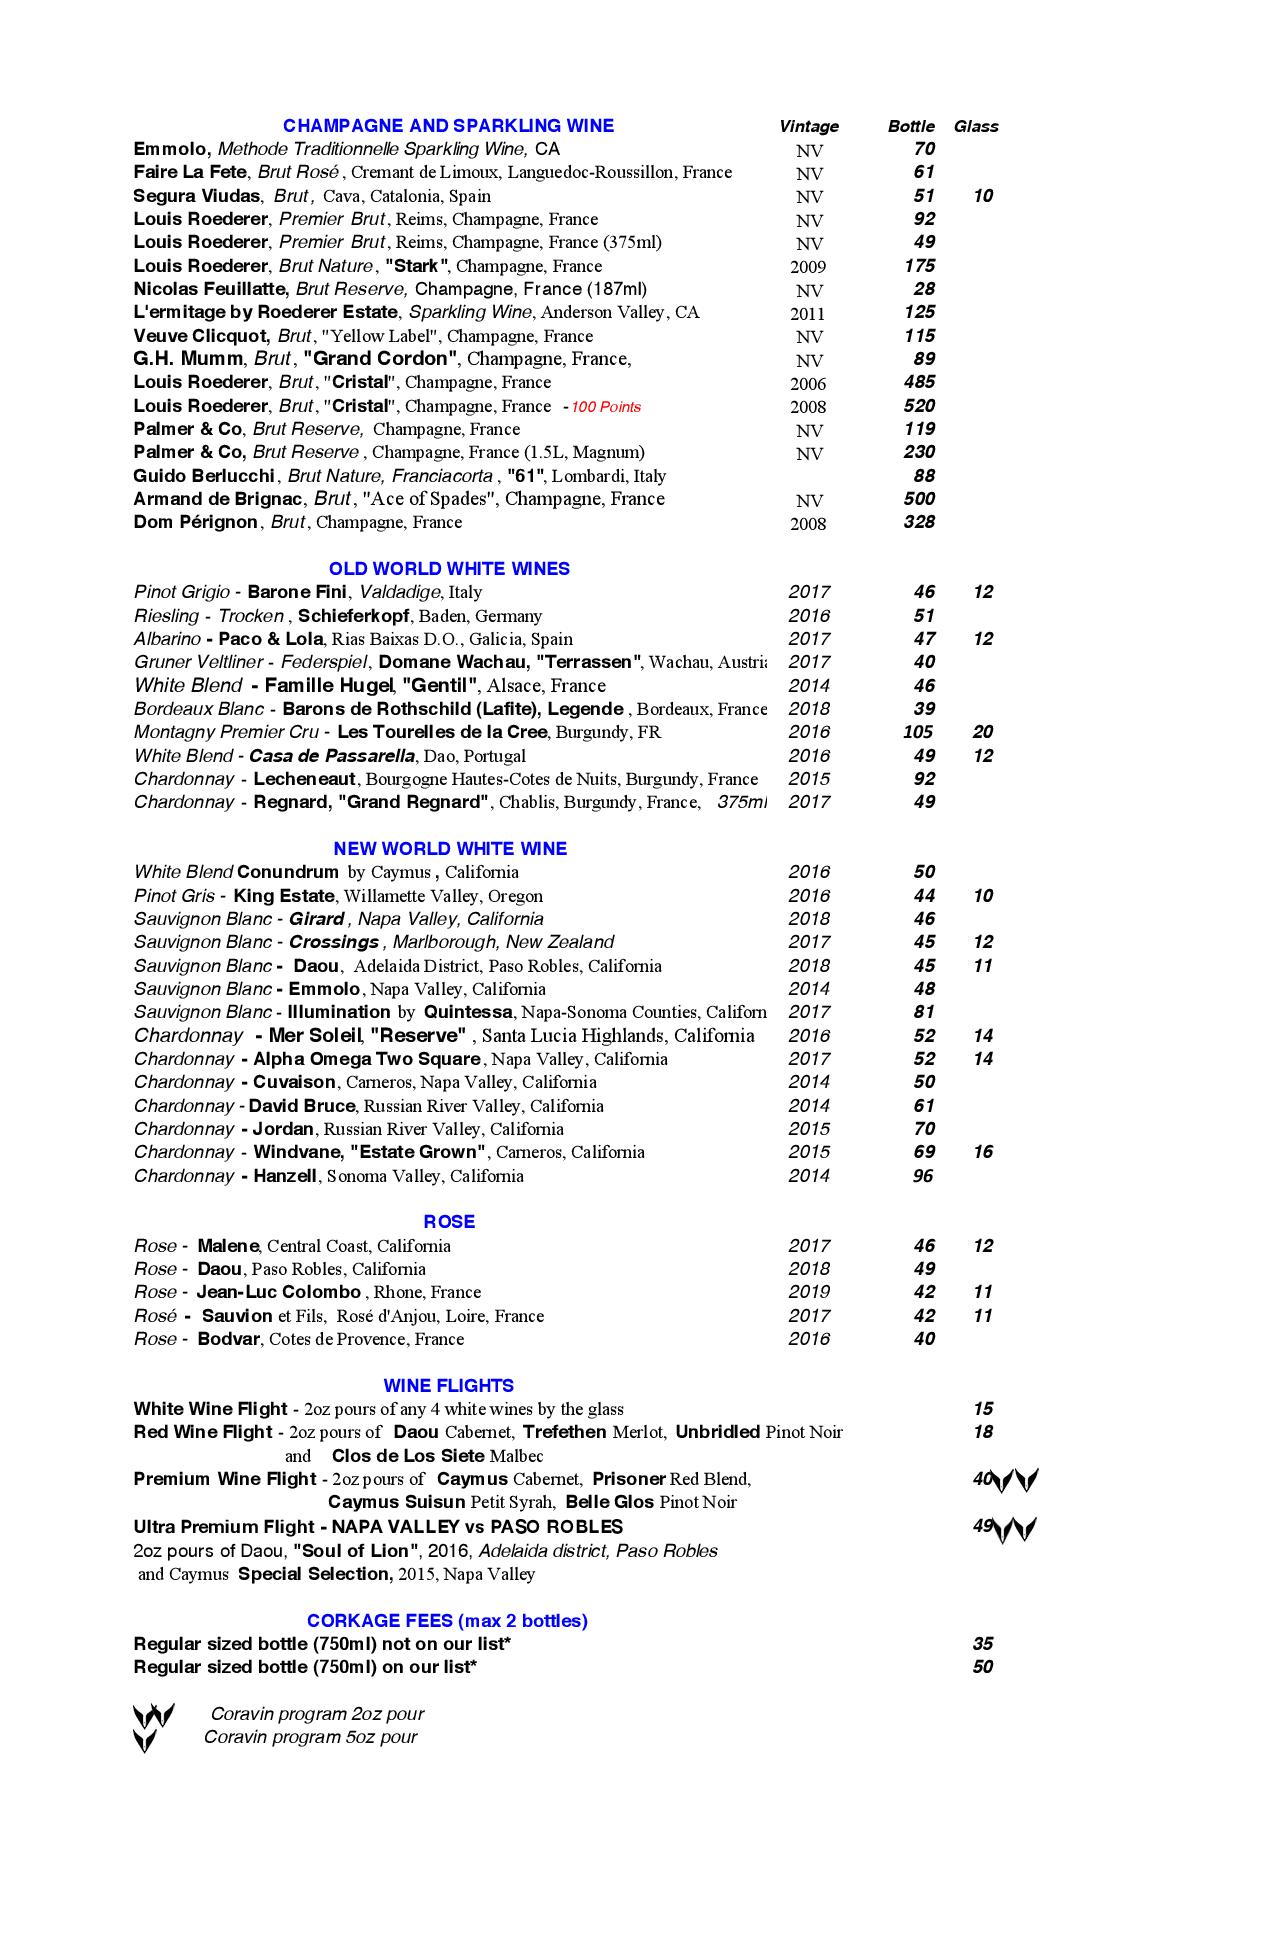 CHAMPAGNE AND SPARKLING WINE Vintage Bottle Glass
Emmolo, Methode Traditionnelle Sparkling Wine, CA NV 70
Faire La Fete, Brut Rosé , Cremant de Limoux, Languedoc-Roussillon, France NV 61
Segura Viudas, Brut, Cava, Catalonia, Spain NV 51 10
Louis Roederer, Premier Brut, Reims, Champagne, France NV 92
Louis Roederer, Premier Brut, Reims, Champagne, France (375ml) NV 49
Louis Roederer, Brut Nature, "Stark", Champagne, France 2009 175
Nicolas Feuillatte, Brut Reserve, Champagne, France (187ml) NV 28
L'ermitage by Roederer Estate, Sparkling Wine, Anderson Valley, CA 2011 125
Veuve Clicquot, Brut, "Yellow Label", Champagne, France NV 115
G.H. Mumm, Brut, "Grand Cordon", Champagne, France, NV 89
Louis Roederer, Brut, "Cristal", Champagne, France 2006 485
Louis Roederer, Brut, "Cristal", Champagne, France -100 Points 2008 520
Palmer & Co, Brut Reserve, Champagne, France NV 119
Palmer & Co, Brut Reserve , Champagne, France (1.5L, Magnum) NV 230
Guido Berlucchi, Brut Nature, Franciacorta , "61", Lombardi, Italy 88
Armand de Brignac, Brut, "Ace of Spades", Champagne, France NV 500
Dom Pérignon, Brut, Champagne, France 2008 328
OLD WORLD WHITE WINES
Pinot Grigio - Barone Fini, Valdadige, Italy 2017 46 12
Riesling - Trocken , Schieferkopf, Baden, Germany 2016 51
Albarino - Paco & Lola, Rias Baixas D.O., Galicia, Spain 2017 47 12
Gruner Veltliner - Federspiel, Domane Wachau, "Terrassen", Wachau, Austria 2017 40
White Blend - Famille Hugel, "Gentil", Alsace, France 2014 46
Bordeaux Blanc - Barons de Rothschild (Lafite), Legende , Bordeaux, France 2018 39
Montagny Premier Cru - Les Tourelles de la Cree, Burgundy, FR 2016 105 20
White Blend - Casa de Passarella, Dao, Portugal 2016 49 12
Chardonnay - Lecheneaut, Bourgogne Hautes-Cotes de Nuits, Burgundy, France 2015 92
Chardonnay - Regnard, "Grand Regnard", Chablis, Burgundy, France, 375ml 2017 49
NEW WORLD WHITE WINE
White Blend Conundrum by Caymus , California 2016 50
Pinot Gris - King Estate, Willamette Valley, Oregon 2016 44 10
Sauvignon Blanc - Girard , Napa Valley, California 2018 46
Sauvignon Blanc - Crossings , Marlborough, New Zealand 2017 45 12
Sauvignon Blanc - Daou, Adelaida District, Paso Robles, California 2018 45 11
Sauvignon Blanc - Emmolo, Napa Valley, California 2014 48
Sauvignon Blanc - Illumination by Quintessa, Napa-Sonoma Counties, Californ 2017 81
Chardonnay - Mer Soleil, "Reserve" , Santa Lucia Highlands, California 2016 52 14
Chardonnay - Alpha Omega Two Square, Napa Valley, California 2017 52 14
Chardonnay - Cuvaison, Carneros, Napa Valley, California 2014 50
Chardonnay - David Bruce, Russian River Valley, California 2014 61
Chardonnay - Jordan, Russian River Valley, California 2015 70
Chardonnay - Windvane, "Estate Grown", Carneros, California 2015 69 16
Chardonnay - Hanzell, Sonoma Valley, California 2014 96
ROSE
Rose - Malene, Central Coast, California 2017 46 12
Rose - Daou, Paso Robles, California 2018 49
Rose - Jean-Luc Colombo , Rhone, France 2019 42 11
Rosé - Sauvion et Fils, Rosé d'Anjou, Loire, France 2017 42 11
Rose - Bodvar, Cotes de Provence, France 2016 40
WINE FLIGHTS
White Wine Flight - 2oz pours of any 4 white wines by the glass 15
Red Wine Flight - 2oz pours of Daou Cabernet, Trefethen Merlot, Unbridled Pinot Noir 18
and Clos de Los Siete Malbec
Premium Wine Flight - 2oz pours of Caymus Cabernet, Prisoner Red Blend, 40
Caymus Suisun Petit Syrah, Belle Glos Pinot Noir
Ultra Premium Flight - NAPA VALLEY vs PASO ROBLES 49
2oz pours of Daou, "Soul of Lion", 2016, Adelaida district, Paso Robles
and Caymus Special Selection, 2015, Napa Valley
CORKAGE FEES (max 2 bottles)
Regular sized bottle (750ml) not on our list* 35
Regular sized bottle (750ml) on our list* 50
Coravin program 2oz pour
Coravin program 5oz pour